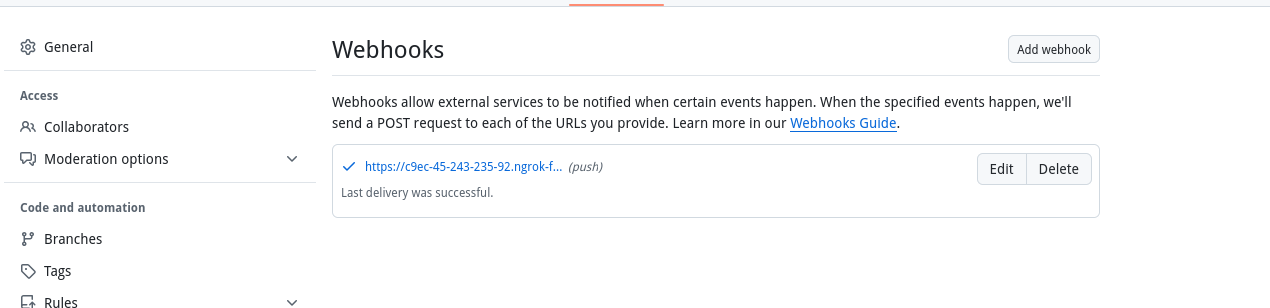 General
Access
Collaborators
Moderation options
Code and automation
Branches
Tags
Rules
Webhooks
Add webhook
Webhooks allow external services to be notified when certain events happen. When the specified events happen, we'll
send a POST request to each of the URLs you provide. Learn more in our Webhooks Guide.
https://c9ec-45-243-235-92.ngrok-f... (push)
Edit Delete
Last delivery was successful.